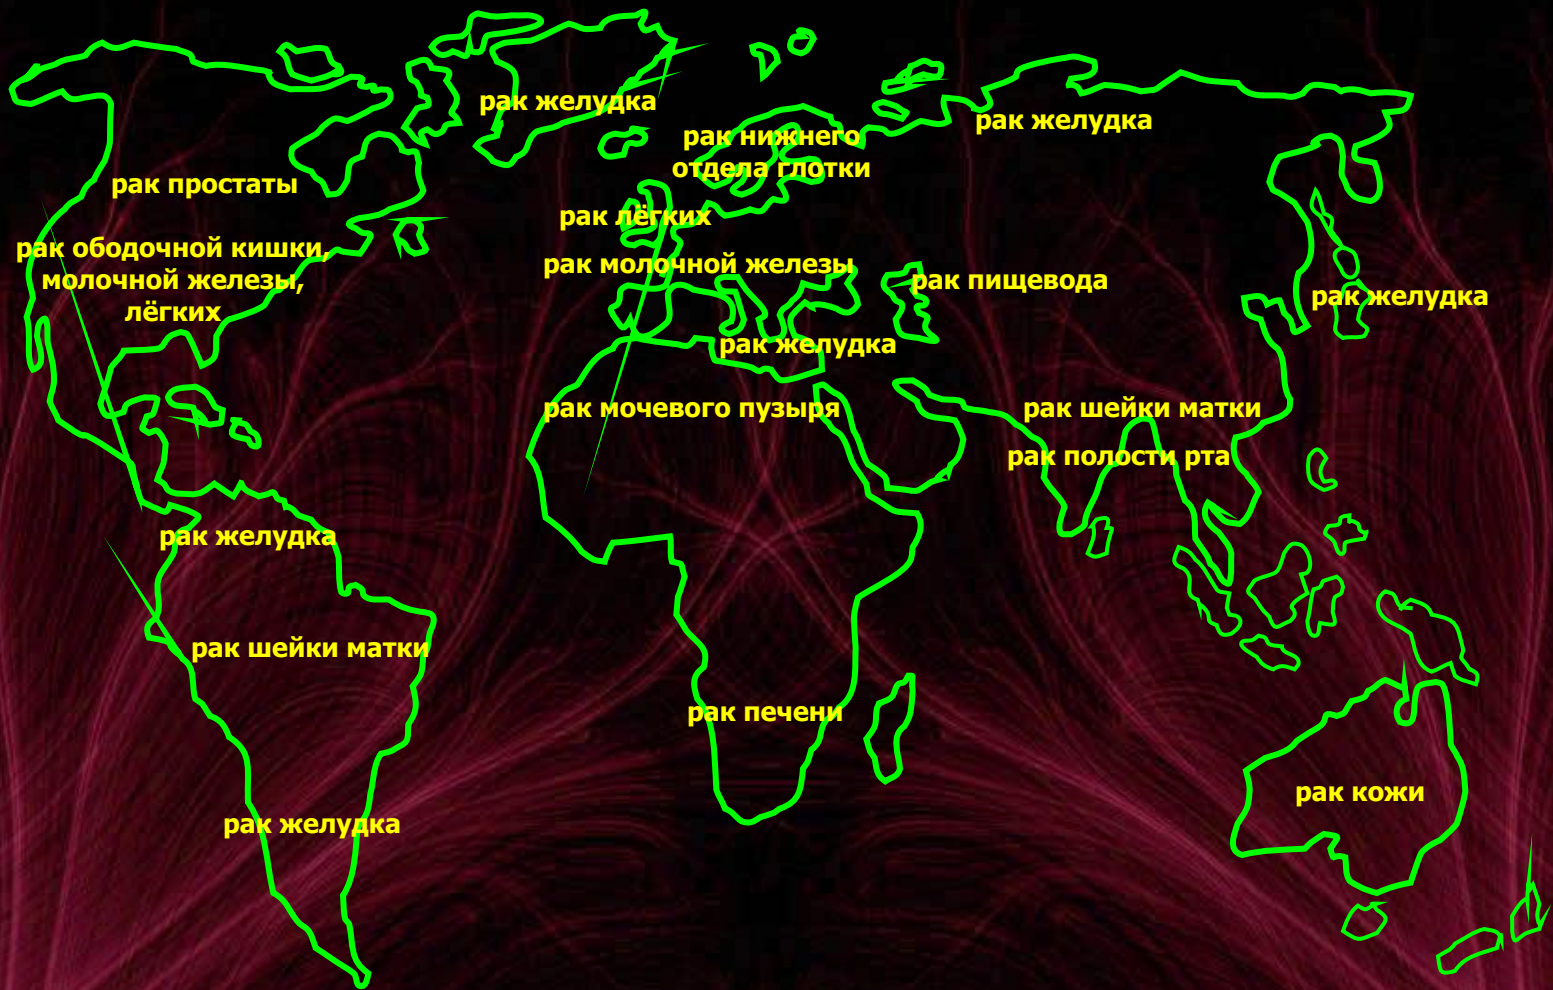 рак желудка
рак желудка
рак нижнего
отдела глотки
рак простаты
рак лёгких
рак ободочной кишки,
молочной железы,
лёгких
рак молочной железы
рак пищевода
рак желудка
рак желудка
рак мочевого пузыря
рак шейки матки
рак полости рта
рак желудка
рак шейки матки
рак печени
рак кожи
рак желудка